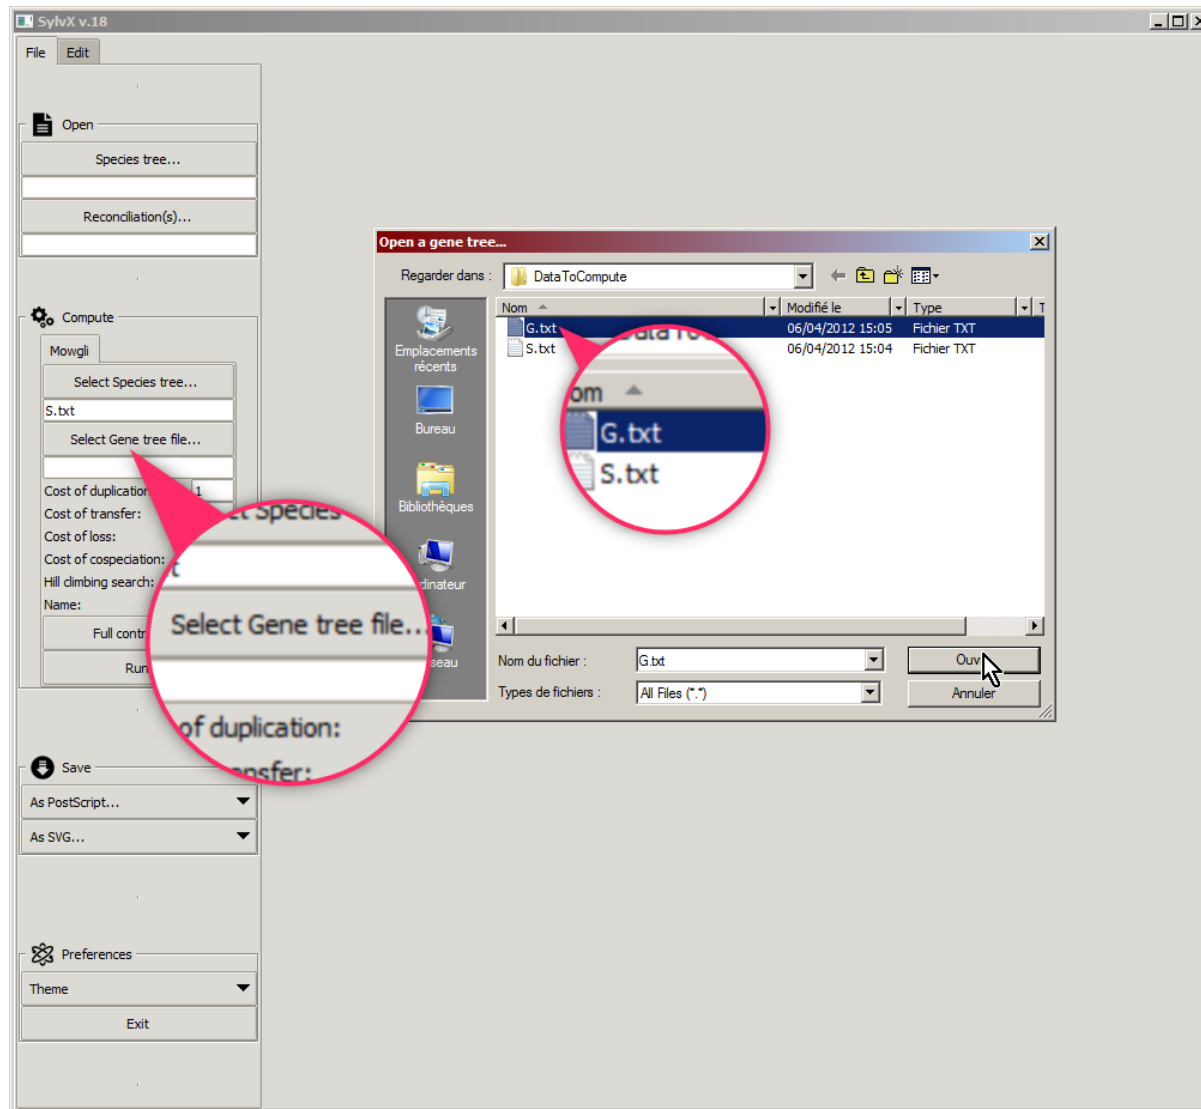 SylvX v.18
File Edit
Open
Species tree...
Reconciliation(s)...
Compute
Mowgli
Select Species tree...
S.txt
Select Gene tree file...
Cost of duplication 1
Cost of transfer:
Cost of loss:
Cost of cospeciation:
Hill climbing search:
Name:
Full contr
Run
Species
Select Gene tree file...
of duplication:
nsfer:
Save
As PostScript...
As SVG...
Preferences
Theme
Exit
Open a gene tree...
Regarder dans : DataToCompute
Nom Modifié le Type T
G.txt 06/04/2012 15:05 Fichier TXT
S.txt 06/04/2012 15:04 Fichier TXT
Emplacements
récents
Bureau
Bibliothèques
dinateur
seau
om
G.txt
S.txt
Nom du fichier : G.txt Ouv
Types de fichiers : All Files (*.*) Annuler